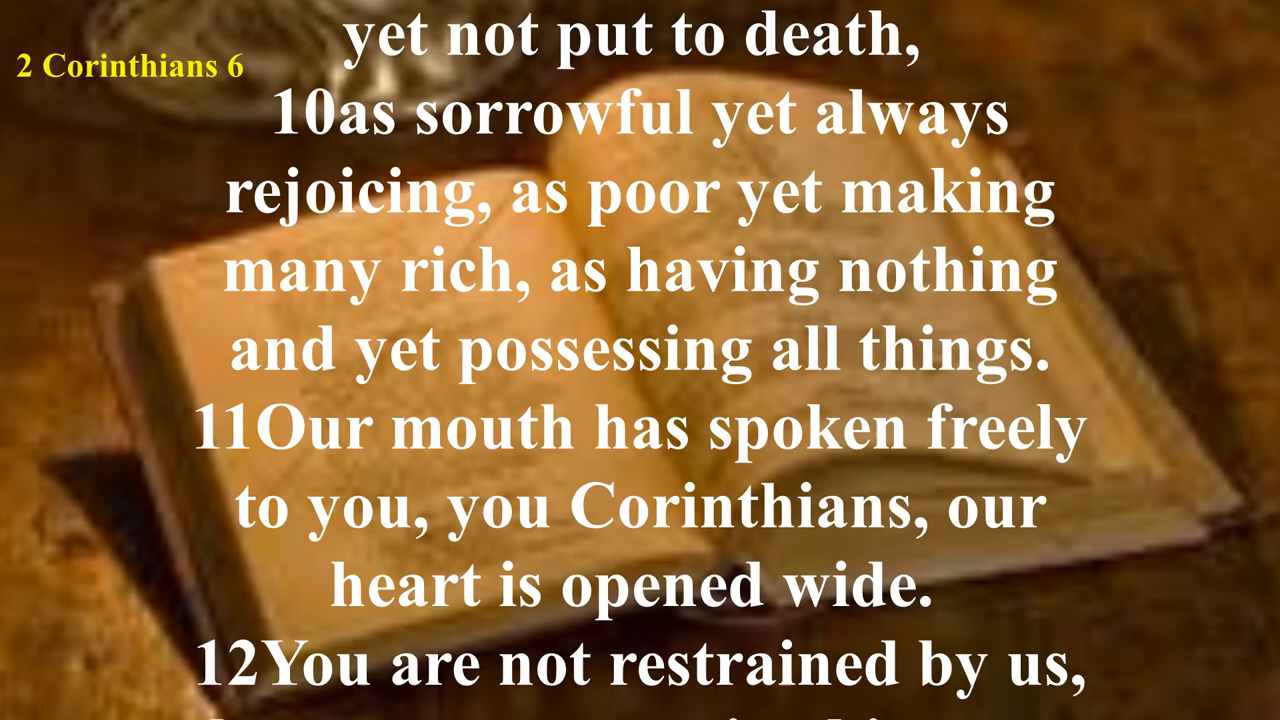 yet not put to death,
2 Corinthians 6
10as sorrowful yet always
rejoicing, as poor yet making
many rich, as having nothing
and yet possessing all things.
11Our mouth has spoken freely
to you, you Corinthians, our
heart is opened wide.
12You are not restrained by us,